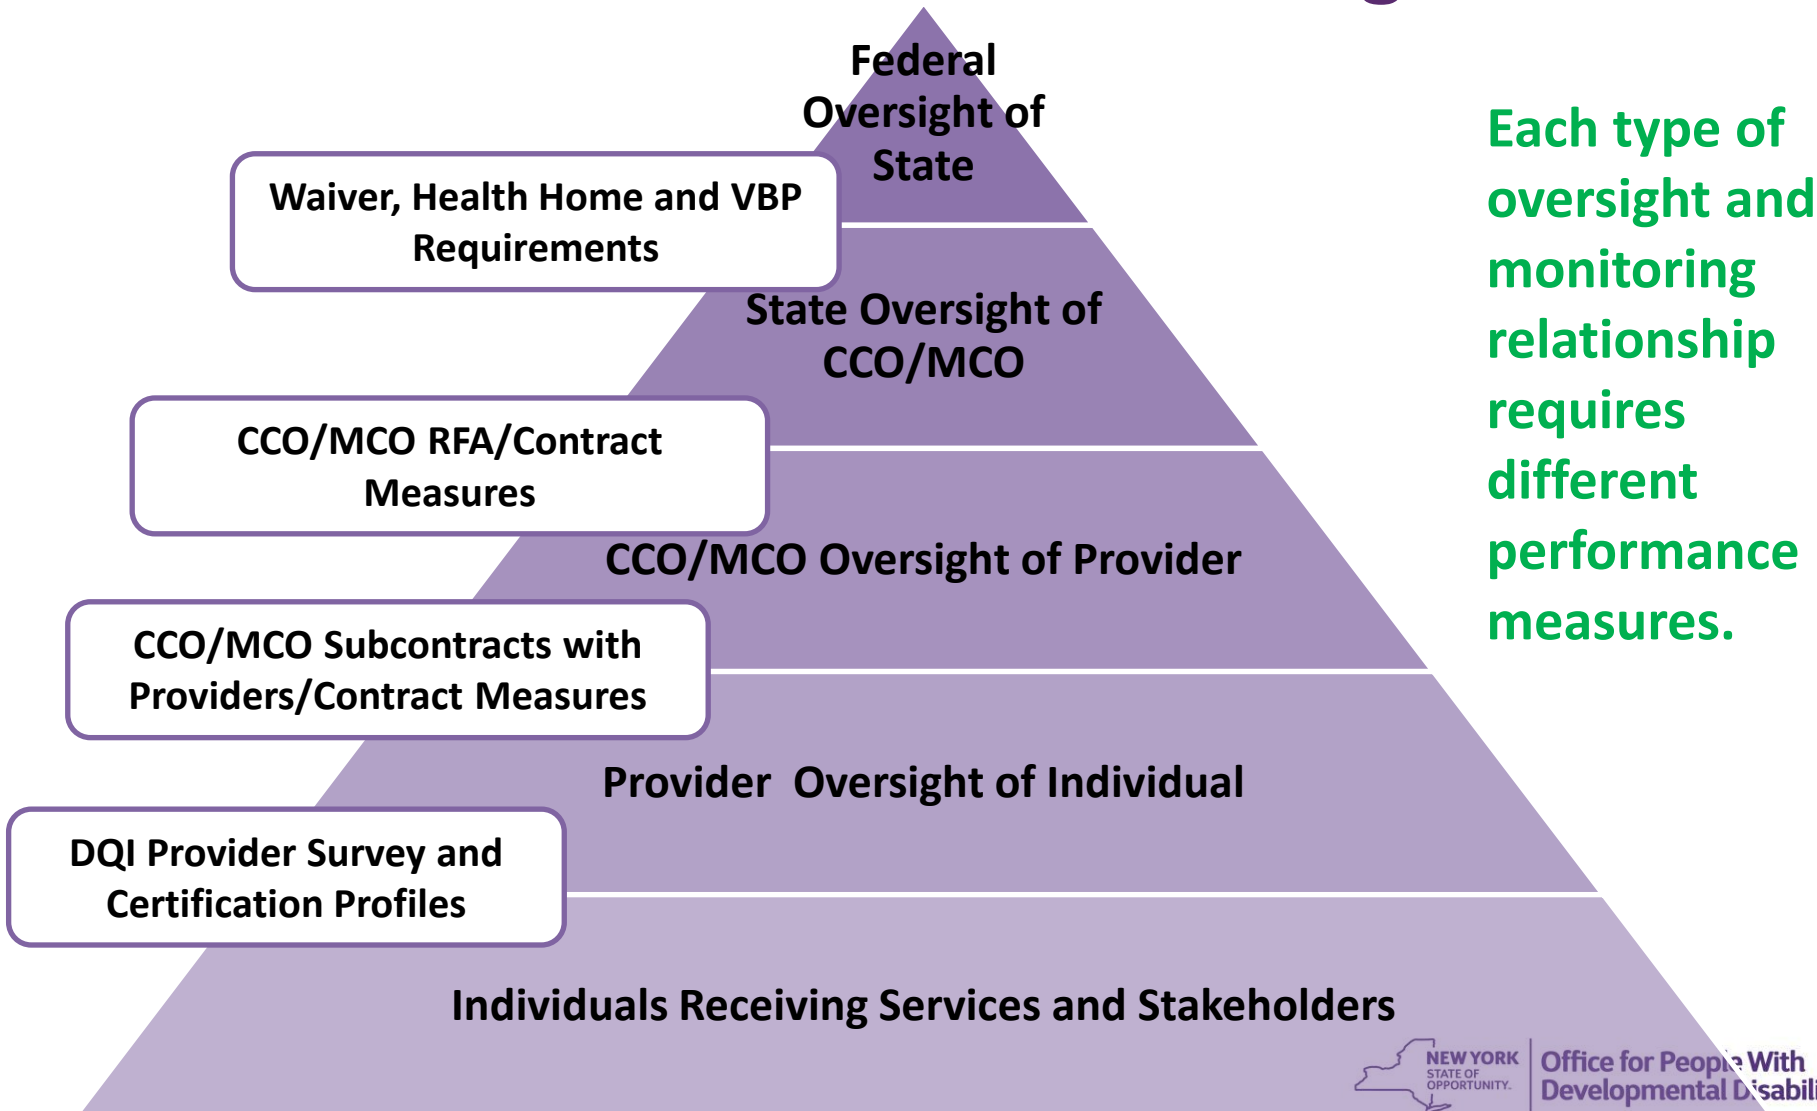 Federal
Oversight of
State
Waiver, Health Home and VBP
Requirements
State Oversight of
CCO/MCO
CCO/MCO RFA/Contract
Measures
CCO/MCO Oversight of Provider
CCO/MCO Subcontracts with
Providers/Contract Measures
Provider Oversight of Individual
DQI Provider Survey and
Certification Profiles
Individuals Receiving Services and Stakeholders
Each type of
oversight and
monitoring
relationship
requires
different
performance
measures.
NEW YORK
STATE OF
OPPORTUNITY.
Office for People With
Developmental Disabili